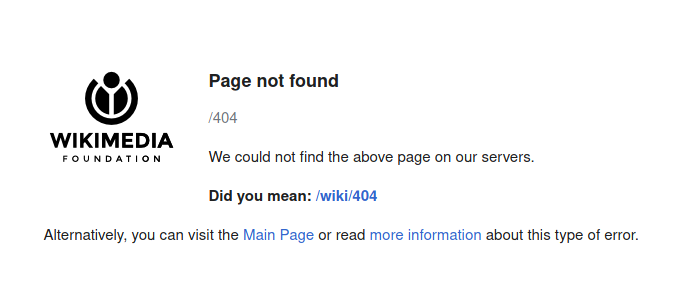 Page not found
/404
WIKIMEDIA
FOUNDATION
We could not find the above page on our servers.
Did you mean: /wiki/404
Alternatively, you can visit the Main Page or read more information about this type of error.